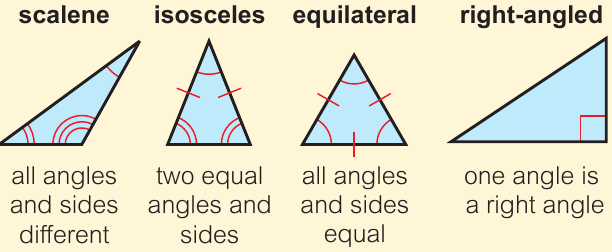 scalene
all angles
and sides
different
isosceles
two equal
angles and
sides
equilateral
all angles
and sides
equal
right-angled
one angle is
a right angle